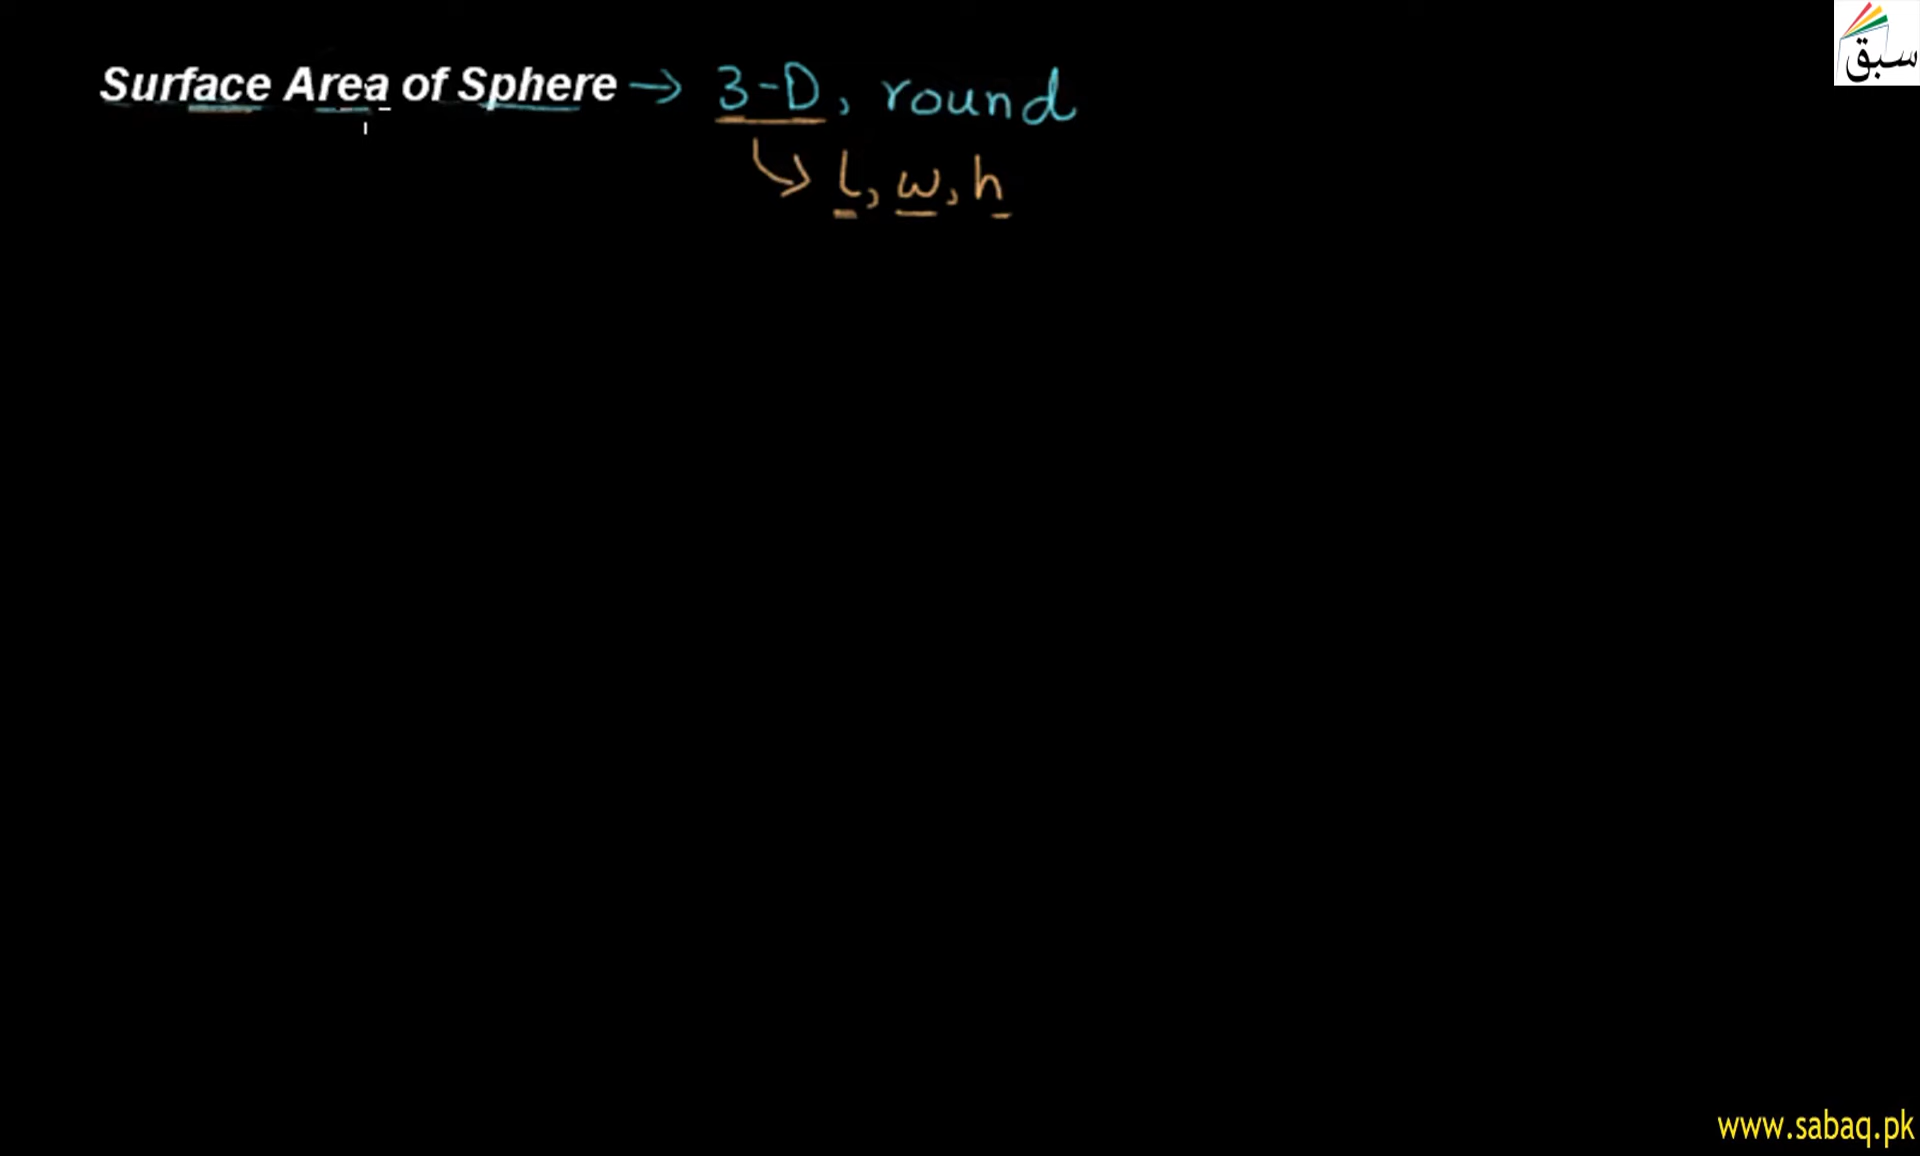 سبق
Surface Area of Sphere → 3-D, round
↳ l, w, h
www.sabaq.pk